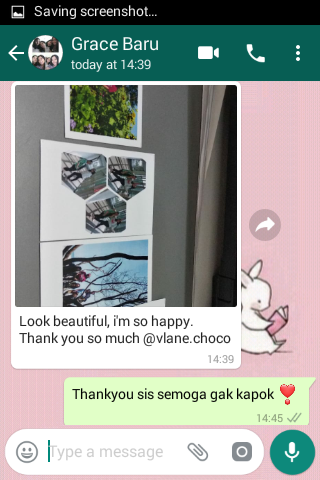 Saving screenshot...
Grace Baru
today at 14:39
Look beautiful, i'm so happy.
Thank you so much @vlane.choco
14:39
Thankyou sis semoga gak kapok
14:45
Type a message